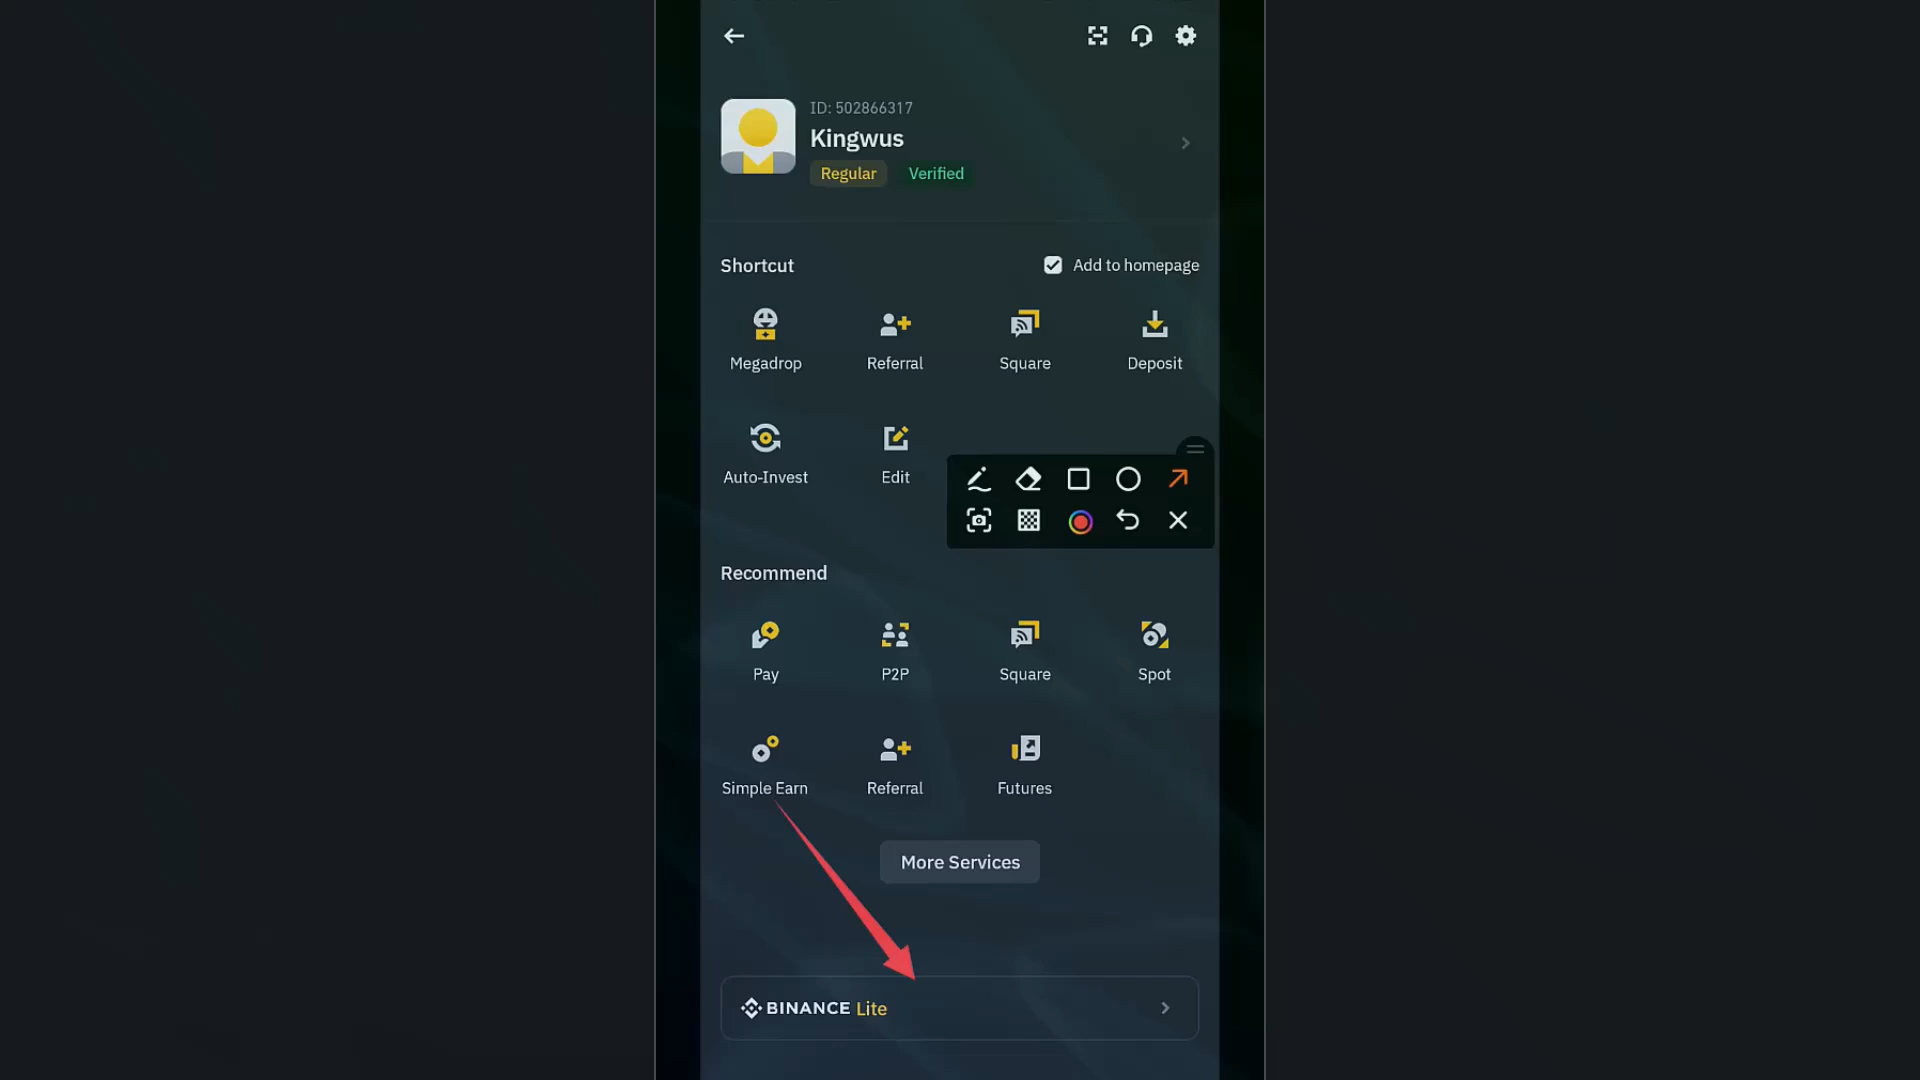 ID: 502866317
Kingwus
Regular Verified
Shortcut
Add to homepage
Megadrop Referral Square Deposit
Auto-Invest Edit
Recommend
Pay P2P Square Spot
Simple Earn Referral Futures
More Services
BINANCE Lite